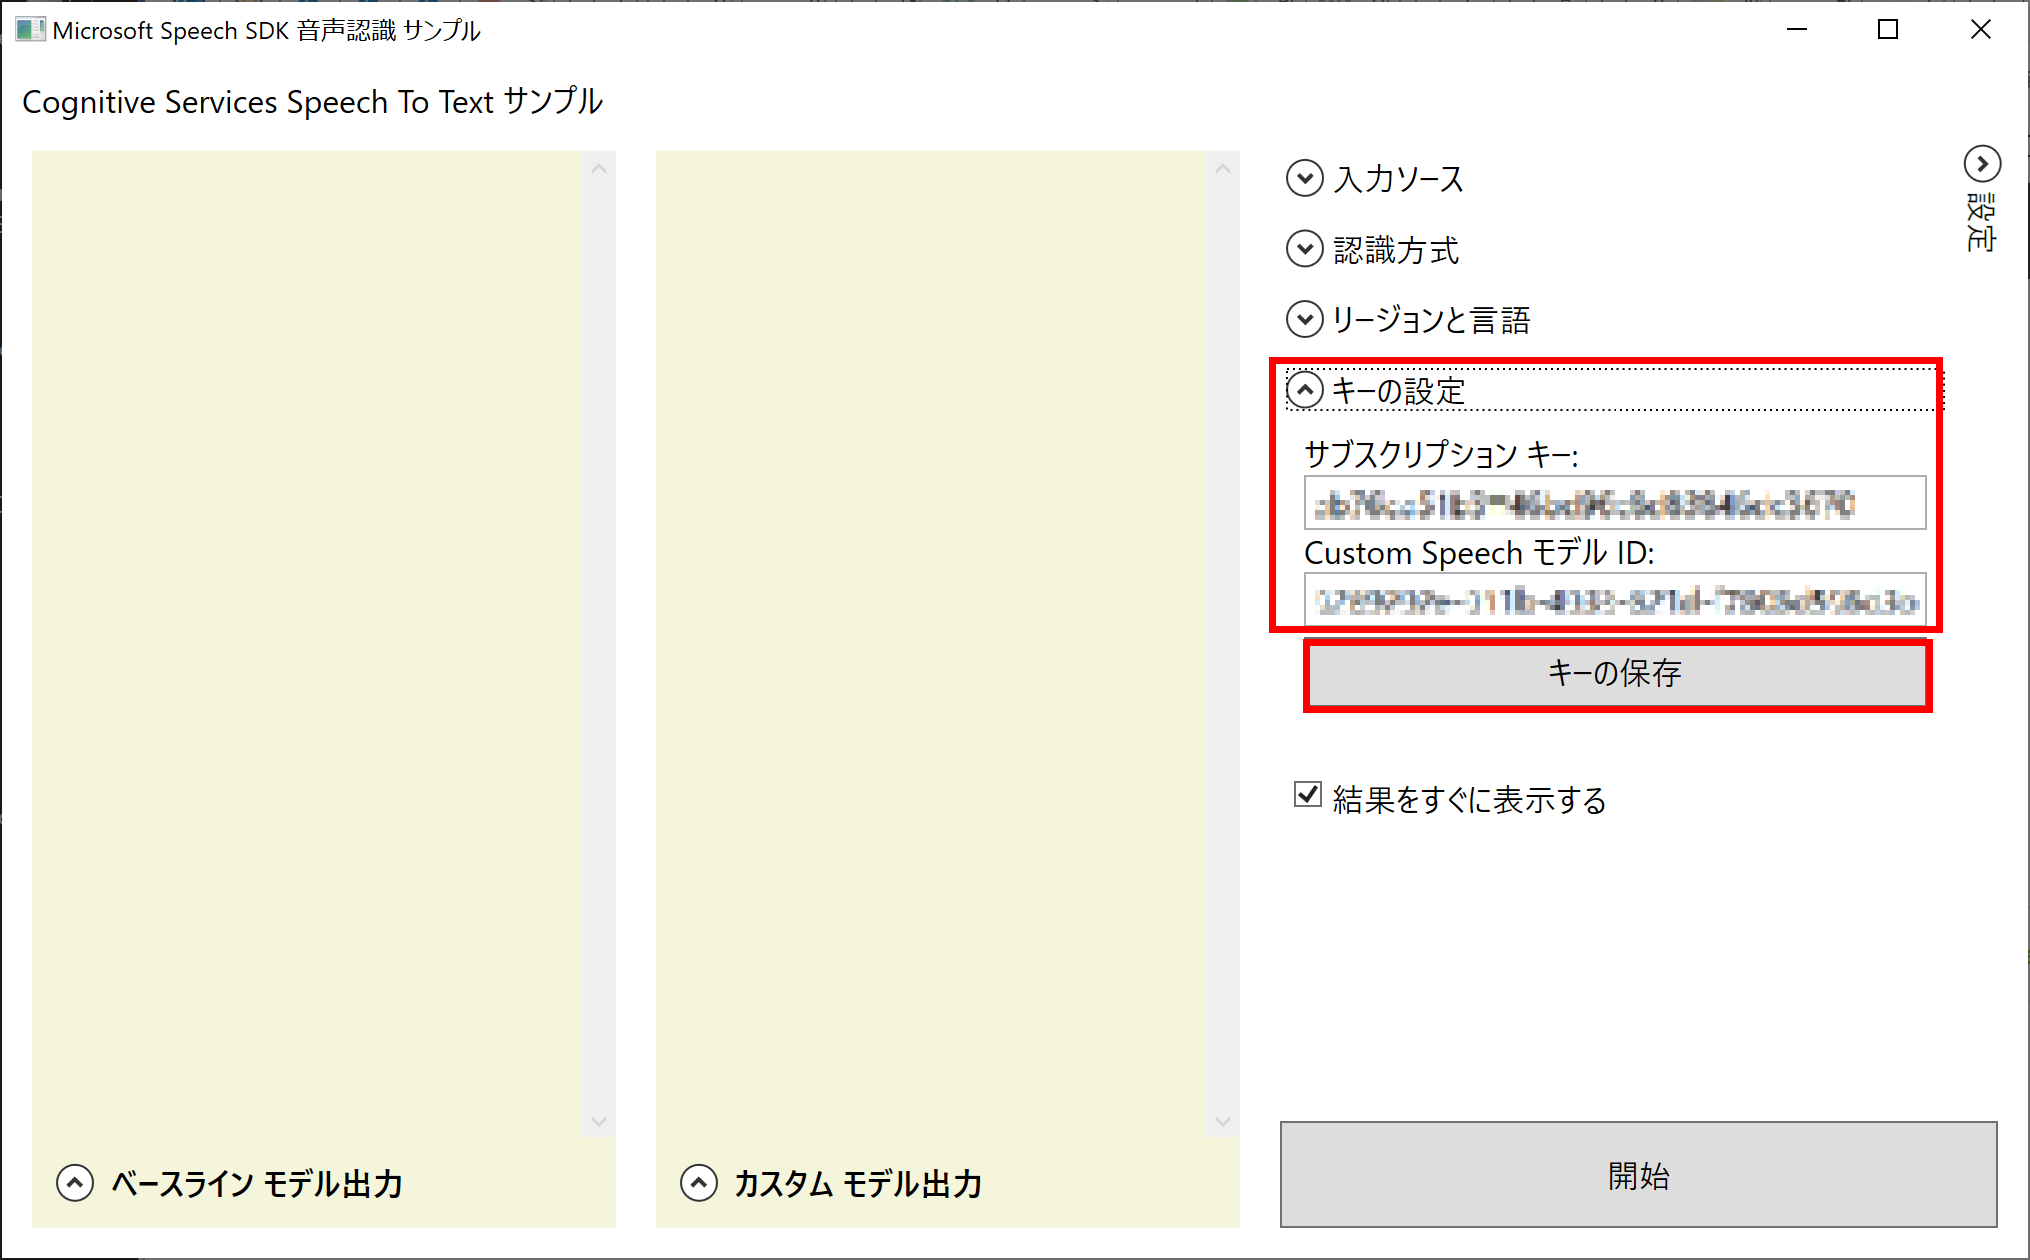 Microsoft Speech SDK 音声認識 サンプル
Cognitive Services Speech To Text サンプル
入力ソース
認識方式
リージョンと言語
キーの設定
サブスクリプション キー:
Custom Speech モデル ID:
キーの保存
結果をすぐに表示する
開始
設定
ベースライン モデル出力
カスタム モデル出力